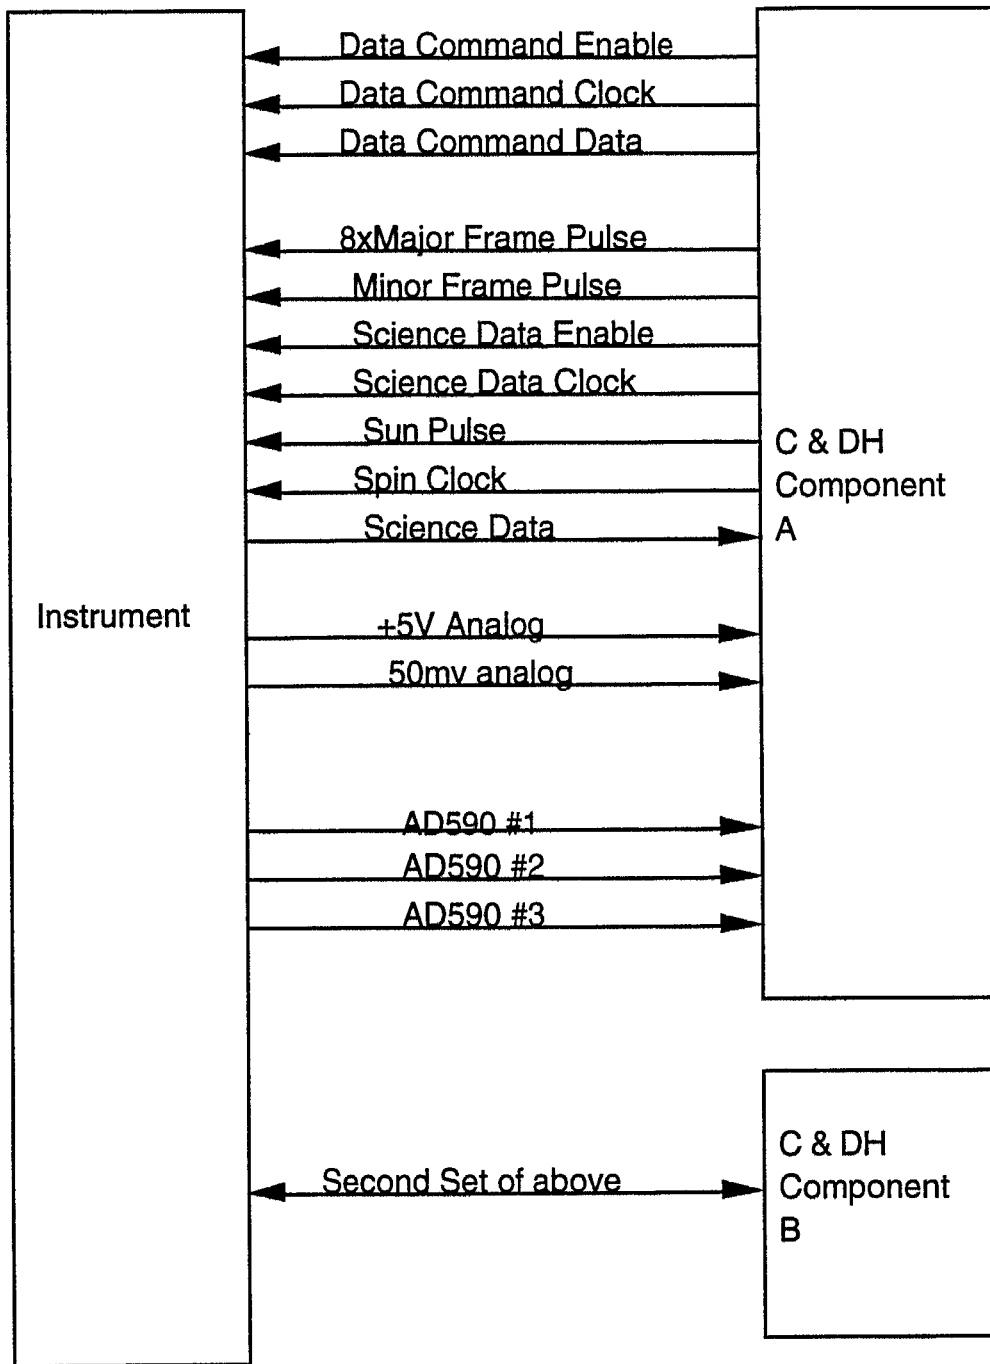 Data Command Enable
Data Command Clock
Data Command Data
8xMajor Frame Pulse
Minor Frame Pulse
Science Data Enable
Science Data Clock
Sun Pulse
Spin Clock
Science Data
C & DH
Component
A
Instrument
+5V Analog
50mv analog
AD590 #1
AD590 #2
AD590 #3
Second Set of above
C & DH
Component
B